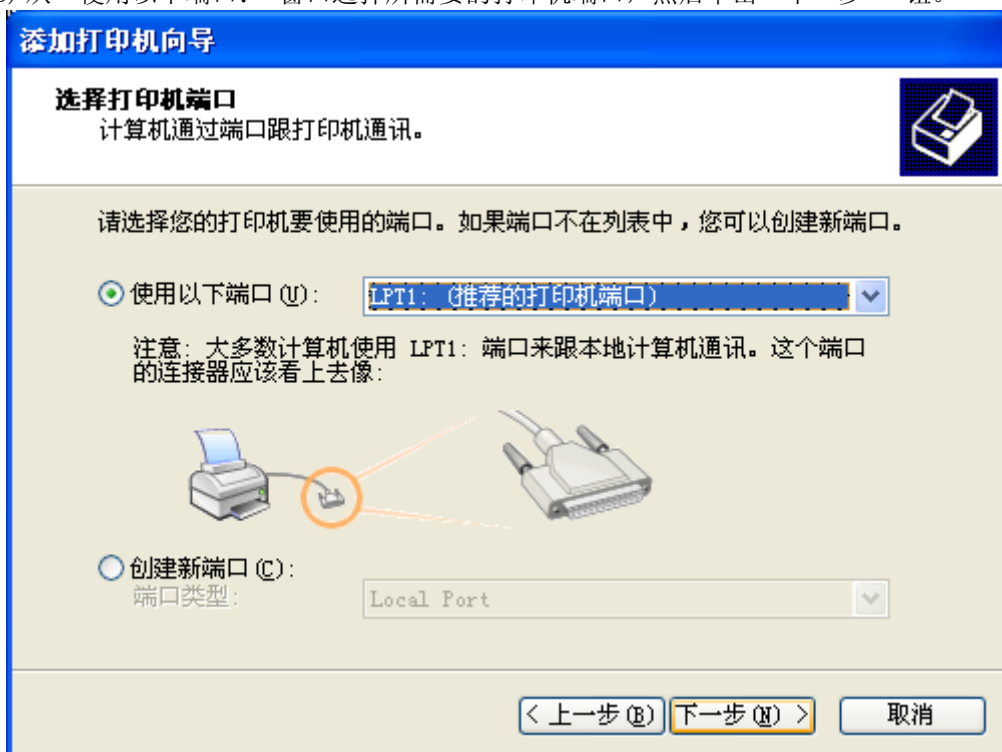 添加打印机向导
选择打印机端口
计算机通过端口跟打印机通讯。
请选择您的打印机要使用的端口。如果端口不在列表中，您可以创建新端口。
使用以下端口(U)：
LPT1: (推荐的打印机端口)
注意: 大多数计算机使用 LPT1: 端口来跟本地计算机通讯。这个端口
的连接器应该看上去像:
创建新端口(C):
端口类型:
Local Port
< 上一步(B)
下一步(N) >
取消